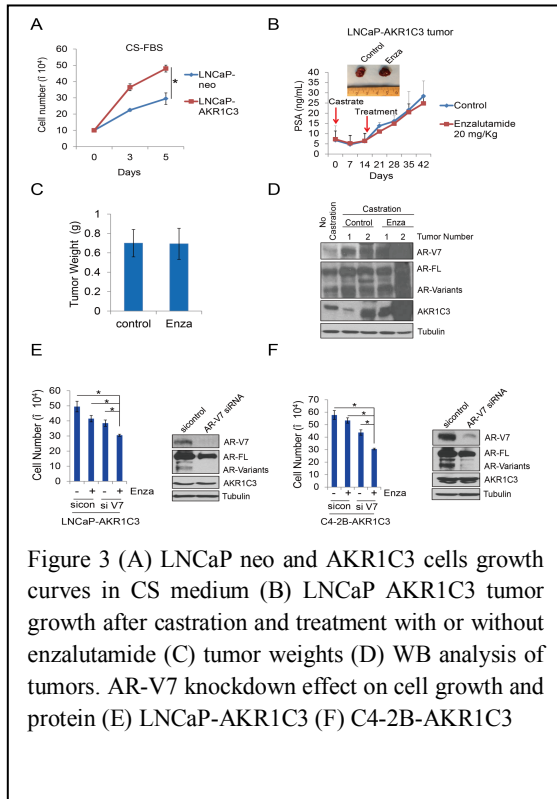 A
B
CS-FBS
Cell number (ī 10⁴)
60
50
40
30
20
10
0
0 3 5
Days
LNCaP-
neo
LNCaP-
AKR1C3
*
LNCaP-AKR1C3 tumor
Control
Enza
PSA (ng/mL)
40
35
30
25
20
15
10
5
0
Castrate
Treatment
0 7 14 21 28 35 42
Days
Control
Enzalutamide
20 mg/Kg
C
D
Tumor Weight (g)
1
0.8
0.6
0.4
0.2
0
control Enza
No
Castration
Castration
Control Enza
1 2 1 2 Tumor Number
AR-V7
AR-FL
AR-Variants
AKR1C3
Tubulin
E
F
Cell Number (ī 10⁴)
60
50
40
30
20
10
0
*
*
*
- + - + Enza
sicon si V7
LNCaP-AKR1C3
sicontrol
AR-V7 siRNA
AR-V7
AR-FL
AR-Variants
AKR1C3
Tubulin
Cell Number (ī 10⁴)
70
60
50
40
30
20
10
0
*
*
*
- + - + Enza
sicon si V7
C4-2B-AKR1C3
sicontrol
AR-V7 siRNA
AR-V7
AR-FL
AR-Variants
AKR1C3
Tubulin
Figure 3 (A) LNCaP neo and AKR1C3 cells growth
curves in CS medium (B) LNCaP AKR1C3 tumor
growth after castration and treatment with or without
enzalutamide (C) tumor weights (D) WB analysis of
tumors. AR-V7 knockdown effect on cell growth and
protein (E) LNCaP-AKR1C3 (F) C4-2B-AKR1C3